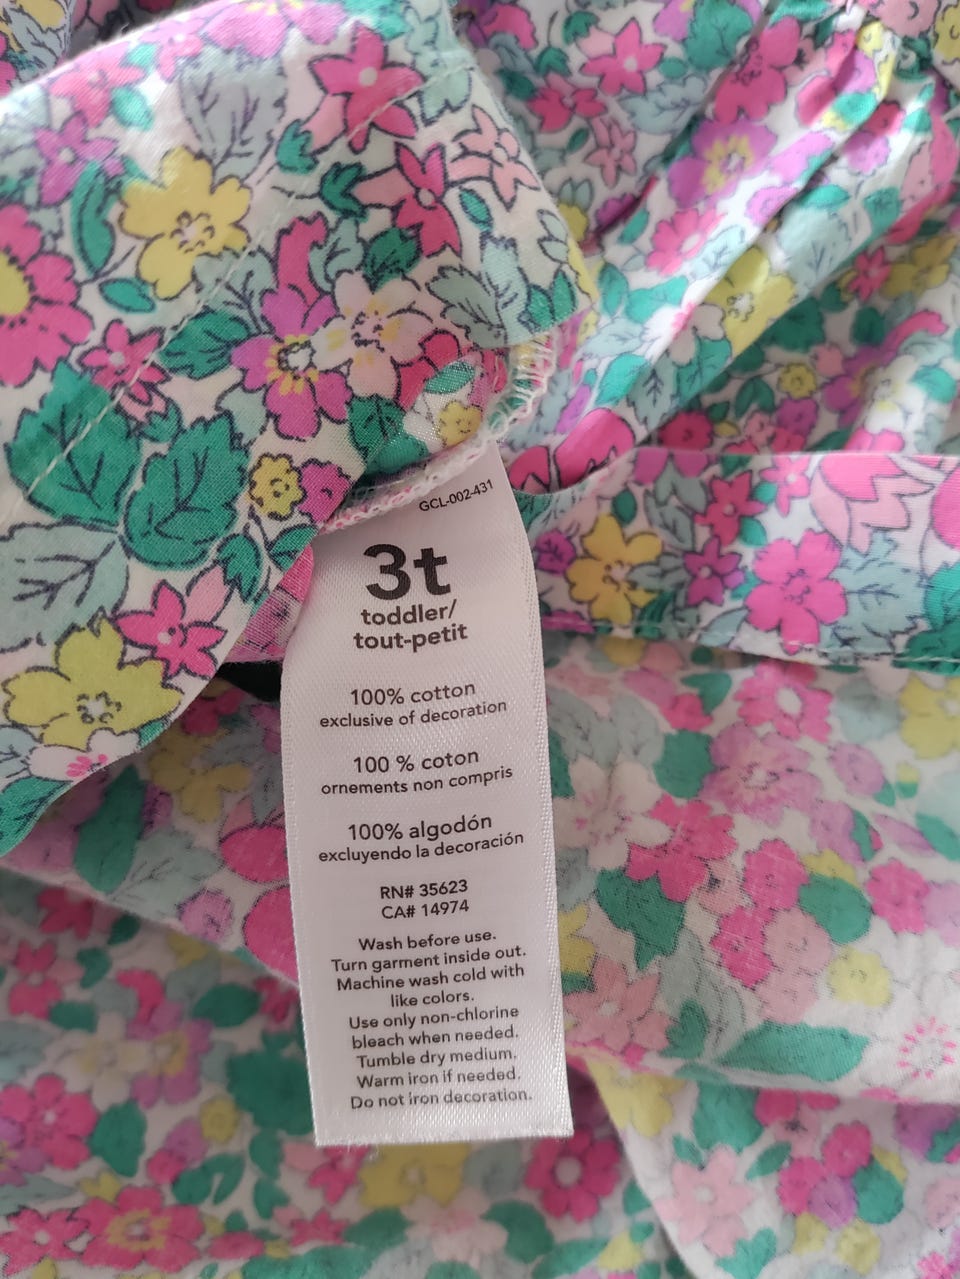 GCL-002-431
3t
toddler/
tout-petit
100% cotton
exclusive of decoration
100 % coton
ornements non compris
100% algodón
excluyendo la decoración
RN# 35623
CA# 14974
Wash before use.
Turn garment inside out.
Machine wash cold with
like colors.
Use only non-chlorine
bleach when needed.
Tumble dry medium.
Warm iron if needed.
Do not iron decoration.